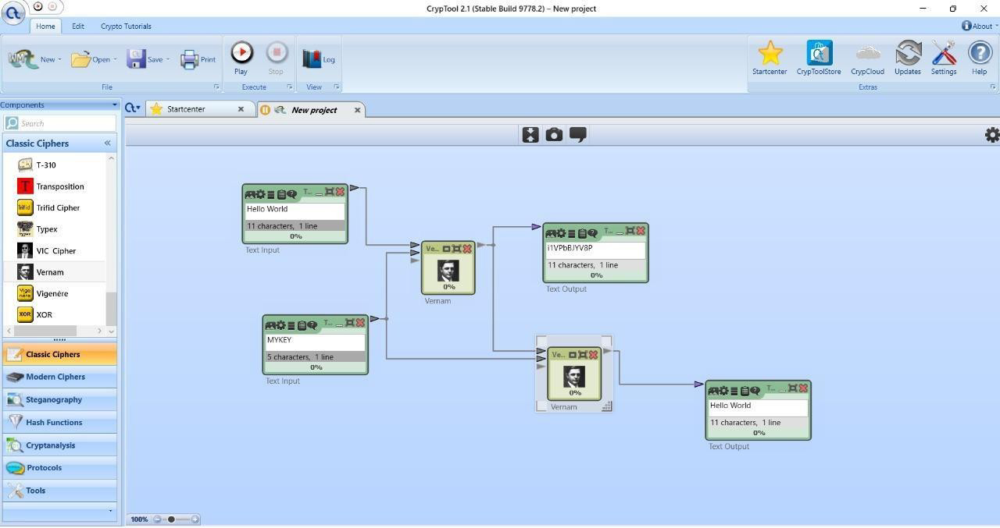 CrypTool 2.1 (Stable Build 9778.2) – New project
Home Edit Crypto Tutorials About
New Open Save Print Play Stop Log Startcenter CrypToolStore CrypCloud Updates Settings Help
File Execute View Extras
Components
Startcenter New project
Search
Classic Ciphers
T-310
Transposition
Trifid Cipher
Typex
VIC Cipher
Vernam
Vigenère
XOR
Classic Ciphers
Modern Ciphers
Steganography
Hash Functions
Cryptanalysis
Protocols
Tools
T...
Hello World
11 characters, 1 line
0%
Text Input
T...
MYKEY
5 characters, 1 line
0%
Text Input
Ve...
0%
Vernam
T...
11 characters, 1 line
0%
Text Output
Ve...
0%
Vernam
T...
Hello World
11 characters, 1 line
0%
Text Output
100%